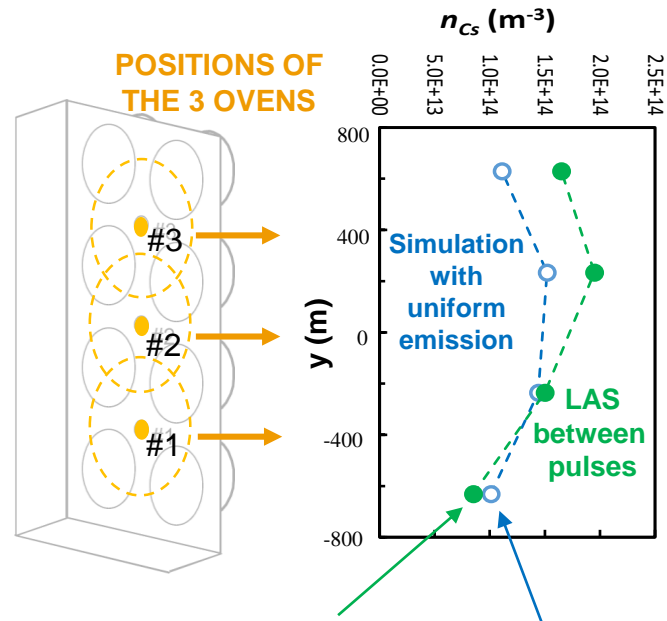 n_Cs (m⁻³)
0.0E+00
5.0E+13
1.0E+14
1.5E+14
2.0E+14
2.5E+14
POSITIONS OF
THE 3 OVENS
#3
#2
#1
y (m)
800
400
0
-400
-800
Simulation
with
uniform
emission
LAS
between
pulses